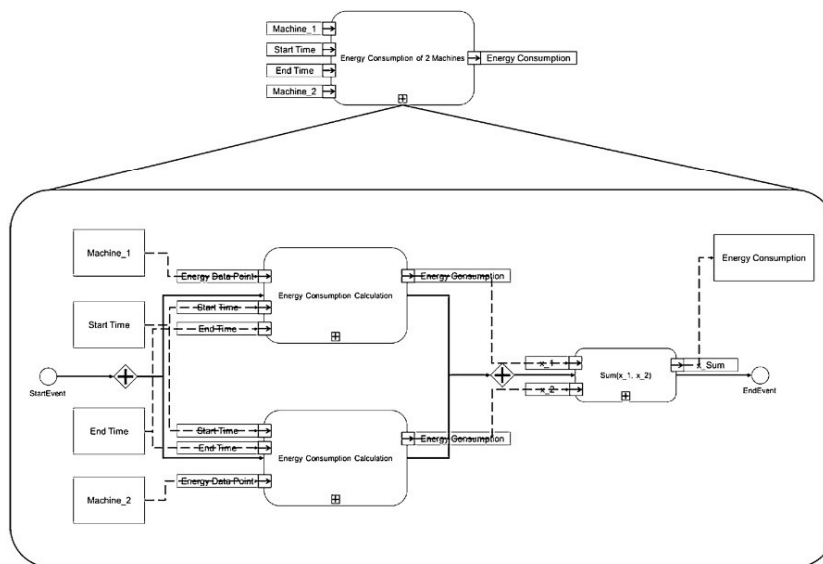 Machine_1
Start Time
End Time
Machine_2
Energy Consumption of 2 Machines
Energy Consumption
Machine_1
Start Time
End Time
Machine_2
StartEvent
Energy Data Point
Start Time
End Time
Energy Consumption Calculation
Energy Consumption
Start Time
End Time
Energy Data Point
Energy Consumption Calculation
Energy Consumption
x_1
x_2
Sum(x_1, x_2)
x_Sum
Energy Consumption
EndEvent